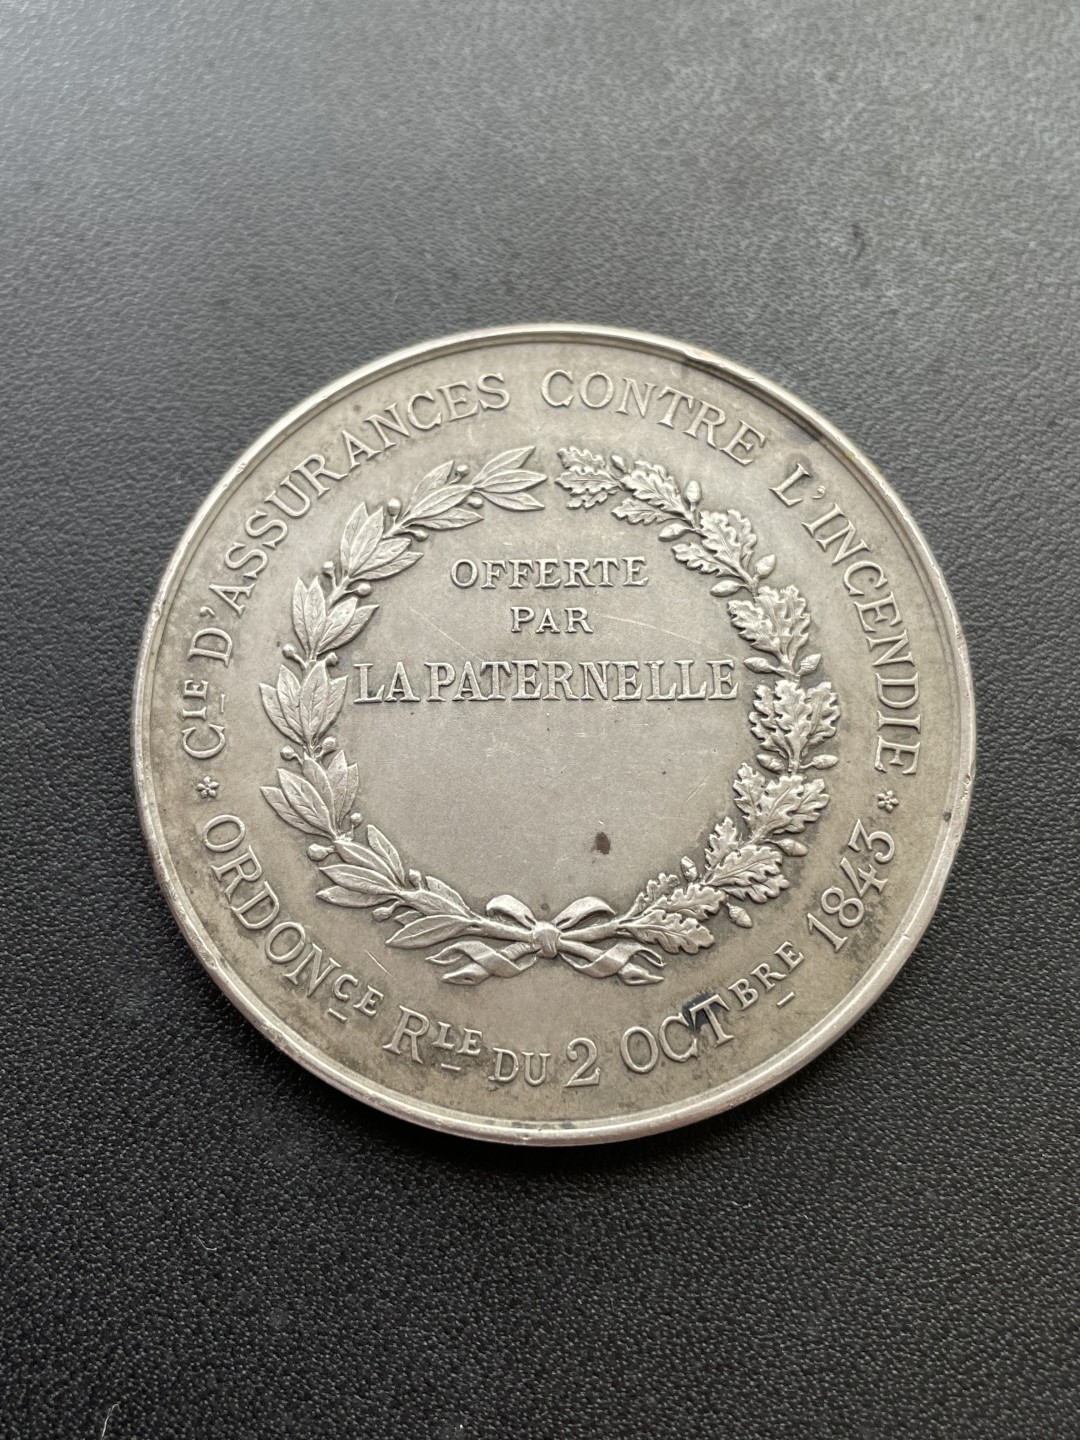 CIE D'ASSURANCES CONTRE L'INCENDIE
OFFERTE
PAR
LA PATERNELLE
* ORDONCE RLE DU 2 OCTBRE 1843 *